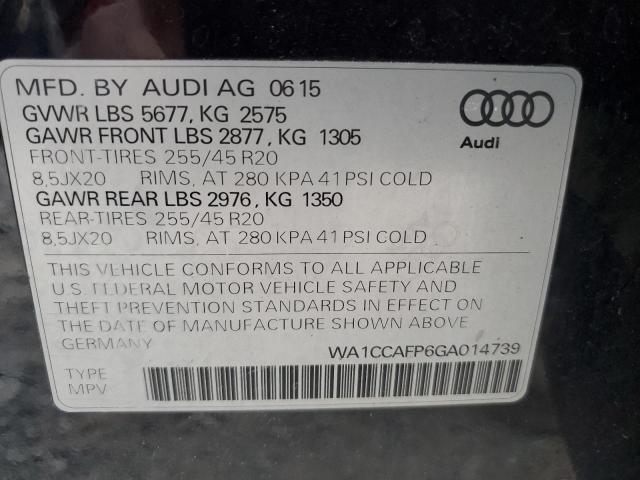 MFD. BY AUDI AG 06 15
GVWR LBS 5677, KG 2575
GAWR FRONT LBS 2877, KG 1305
FRONT-TIRES 255/45 R20
8,5JX20 RIMS, AT 280 KPA 41 PSI COLD
GAWR REAR LBS 2976, KG 1350
REAR-TIRES 255/45 R20
8,5JX20 RIMS, AT 280 KPA 41 PSI COLD
Audi
THIS VEHICLE CONFORMS TO ALL APPLICABLE
U.S. FEDERAL MOTOR VEHICLE SAFETY AND
THEFT PREVENTION STANDARDS IN EFFECT ON
THE DATE OF MANUFACTURE SHOWN ABOVE
GERMANY
WA1CCAFP6GA014739
TYPE
MPV